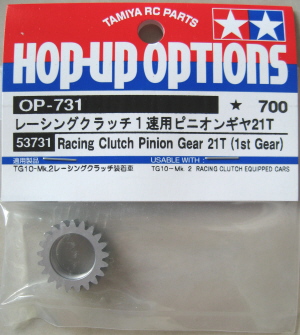 TAMIYA RC PARTS
TAMIYA
HOP-UP OPTIONS
OP-731 ★ 700
レーシングクラッチ1速用ピニオンギヤ21T
53731 Racing Clutch Pinion Gear 21T (1st Gear)
適用製品 USABLE WITH
TG10-Mk.2レーシングクラッチ装着車 TG10-Mk. 2 RACING CLUTCH EQUIPPED CARS